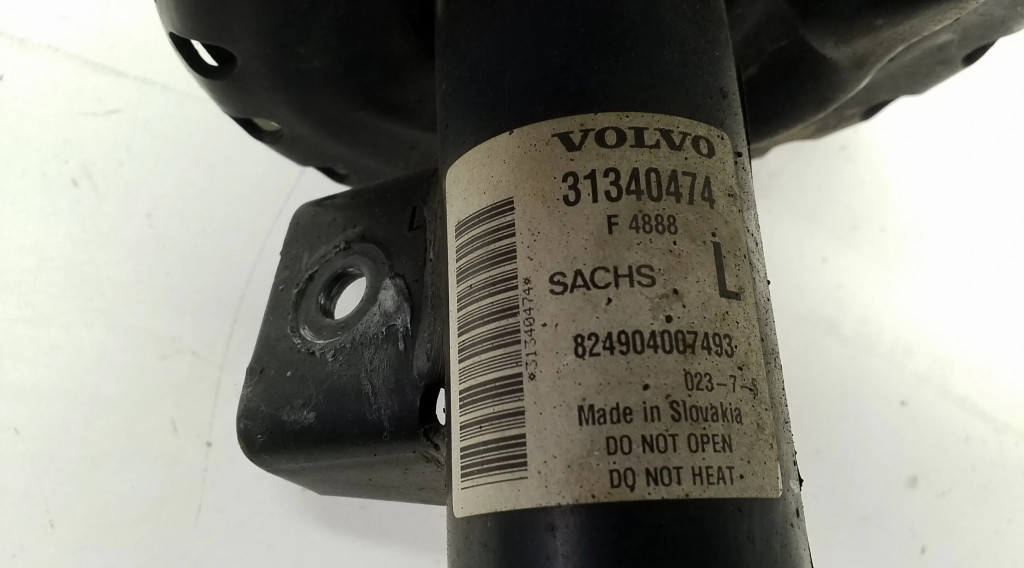 VOLVO
31340474
F 4888
SACHS L
824904007493
023-7-5
Made in Slovakia
DO NOT OPEN
DO NOT HEAT
*31340474*